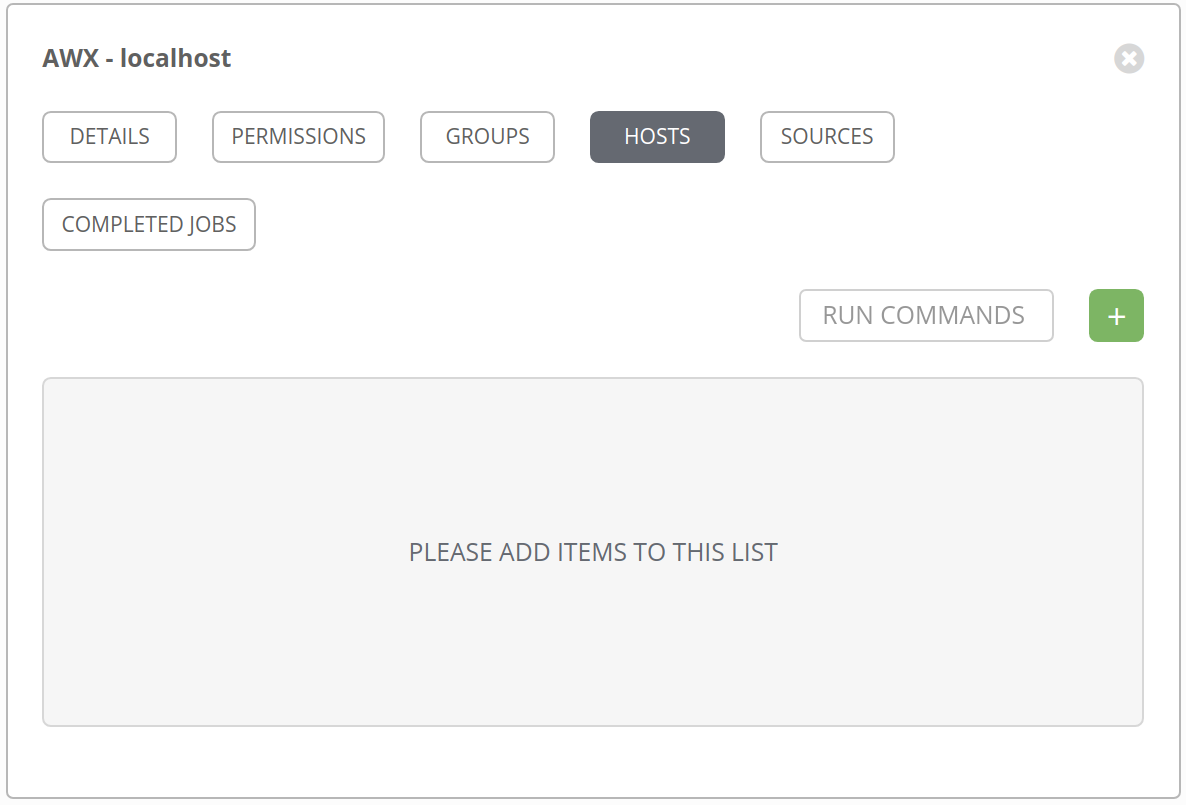 AWX - localhost
DETAILS PERMISSIONS GROUPS HOSTS SOURCES
COMPLETED JOBS
RUN COMMANDS +
PLEASE ADD ITEMS TO THIS LIST